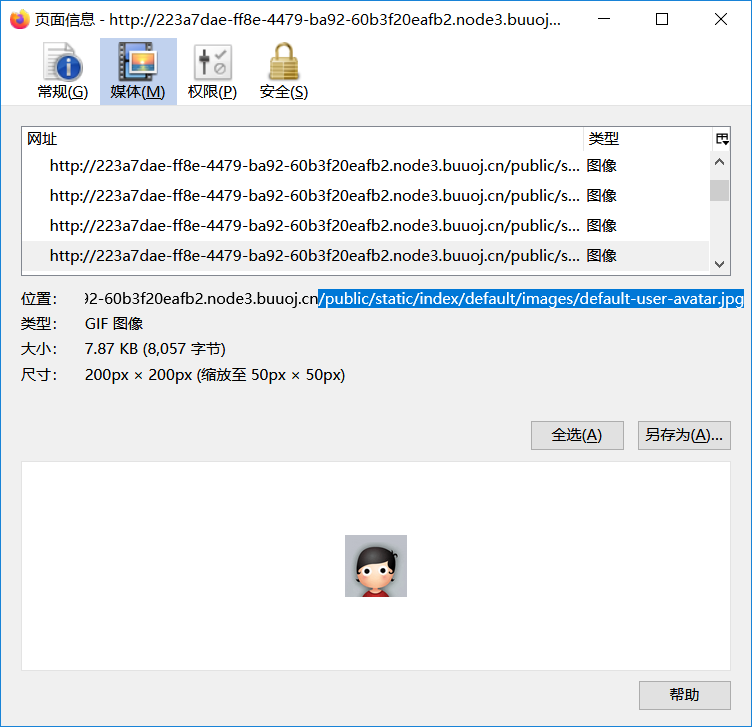 页面信息 - http://223a7dae-ff8e-4479-ba92-60b3f20eafb2.node3.buuoj...
常规(G) 媒体(M) 权限(P) 安全(S)
网址 类型
http://223a7dae-ff8e-4479-ba92-60b3f20eafb2.node3.buuoj.cn/public/s... 图像
http://223a7dae-ff8e-4479-ba92-60b3f20eafb2.node3.buuoj.cn/public/s... 图像
http://223a7dae-ff8e-4479-ba92-60b3f20eafb2.node3.buuoj.cn/public/s... 图像
http://223a7dae-ff8e-4479-ba92-60b3f20eafb2.node3.buuoj.cn/public/s... 图像
位置: 92-60b3f20eafb2.node3.buuoj.cn/public/static/index/default/images/default-user-avatar.jpg
类型: GIF 图像
大小: 7.87 KB (8,057 字节)
尺寸: 200px × 200px (缩放至 50px × 50px)
全选(A) 另存为(A)...
帮助